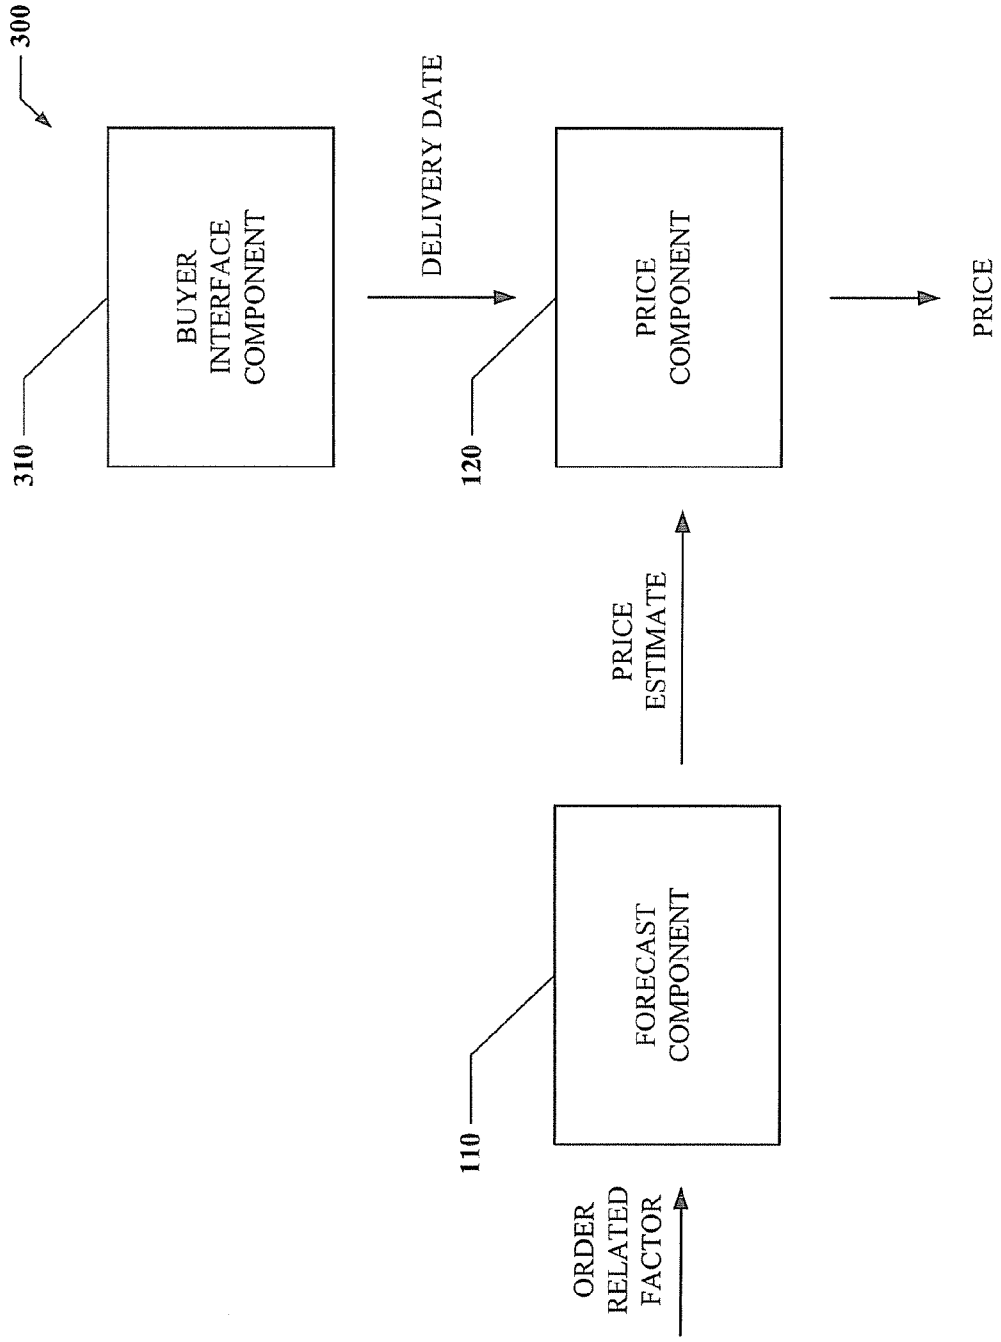 300
310
BUYER
INTERFACE
COMPONENT
DELIVERY DATE
110
120
ORDER
RELATED
FACTOR
FORECAST
COMPONENT
PRICE
ESTIMATE
PRICE
COMPONENT
PRICE